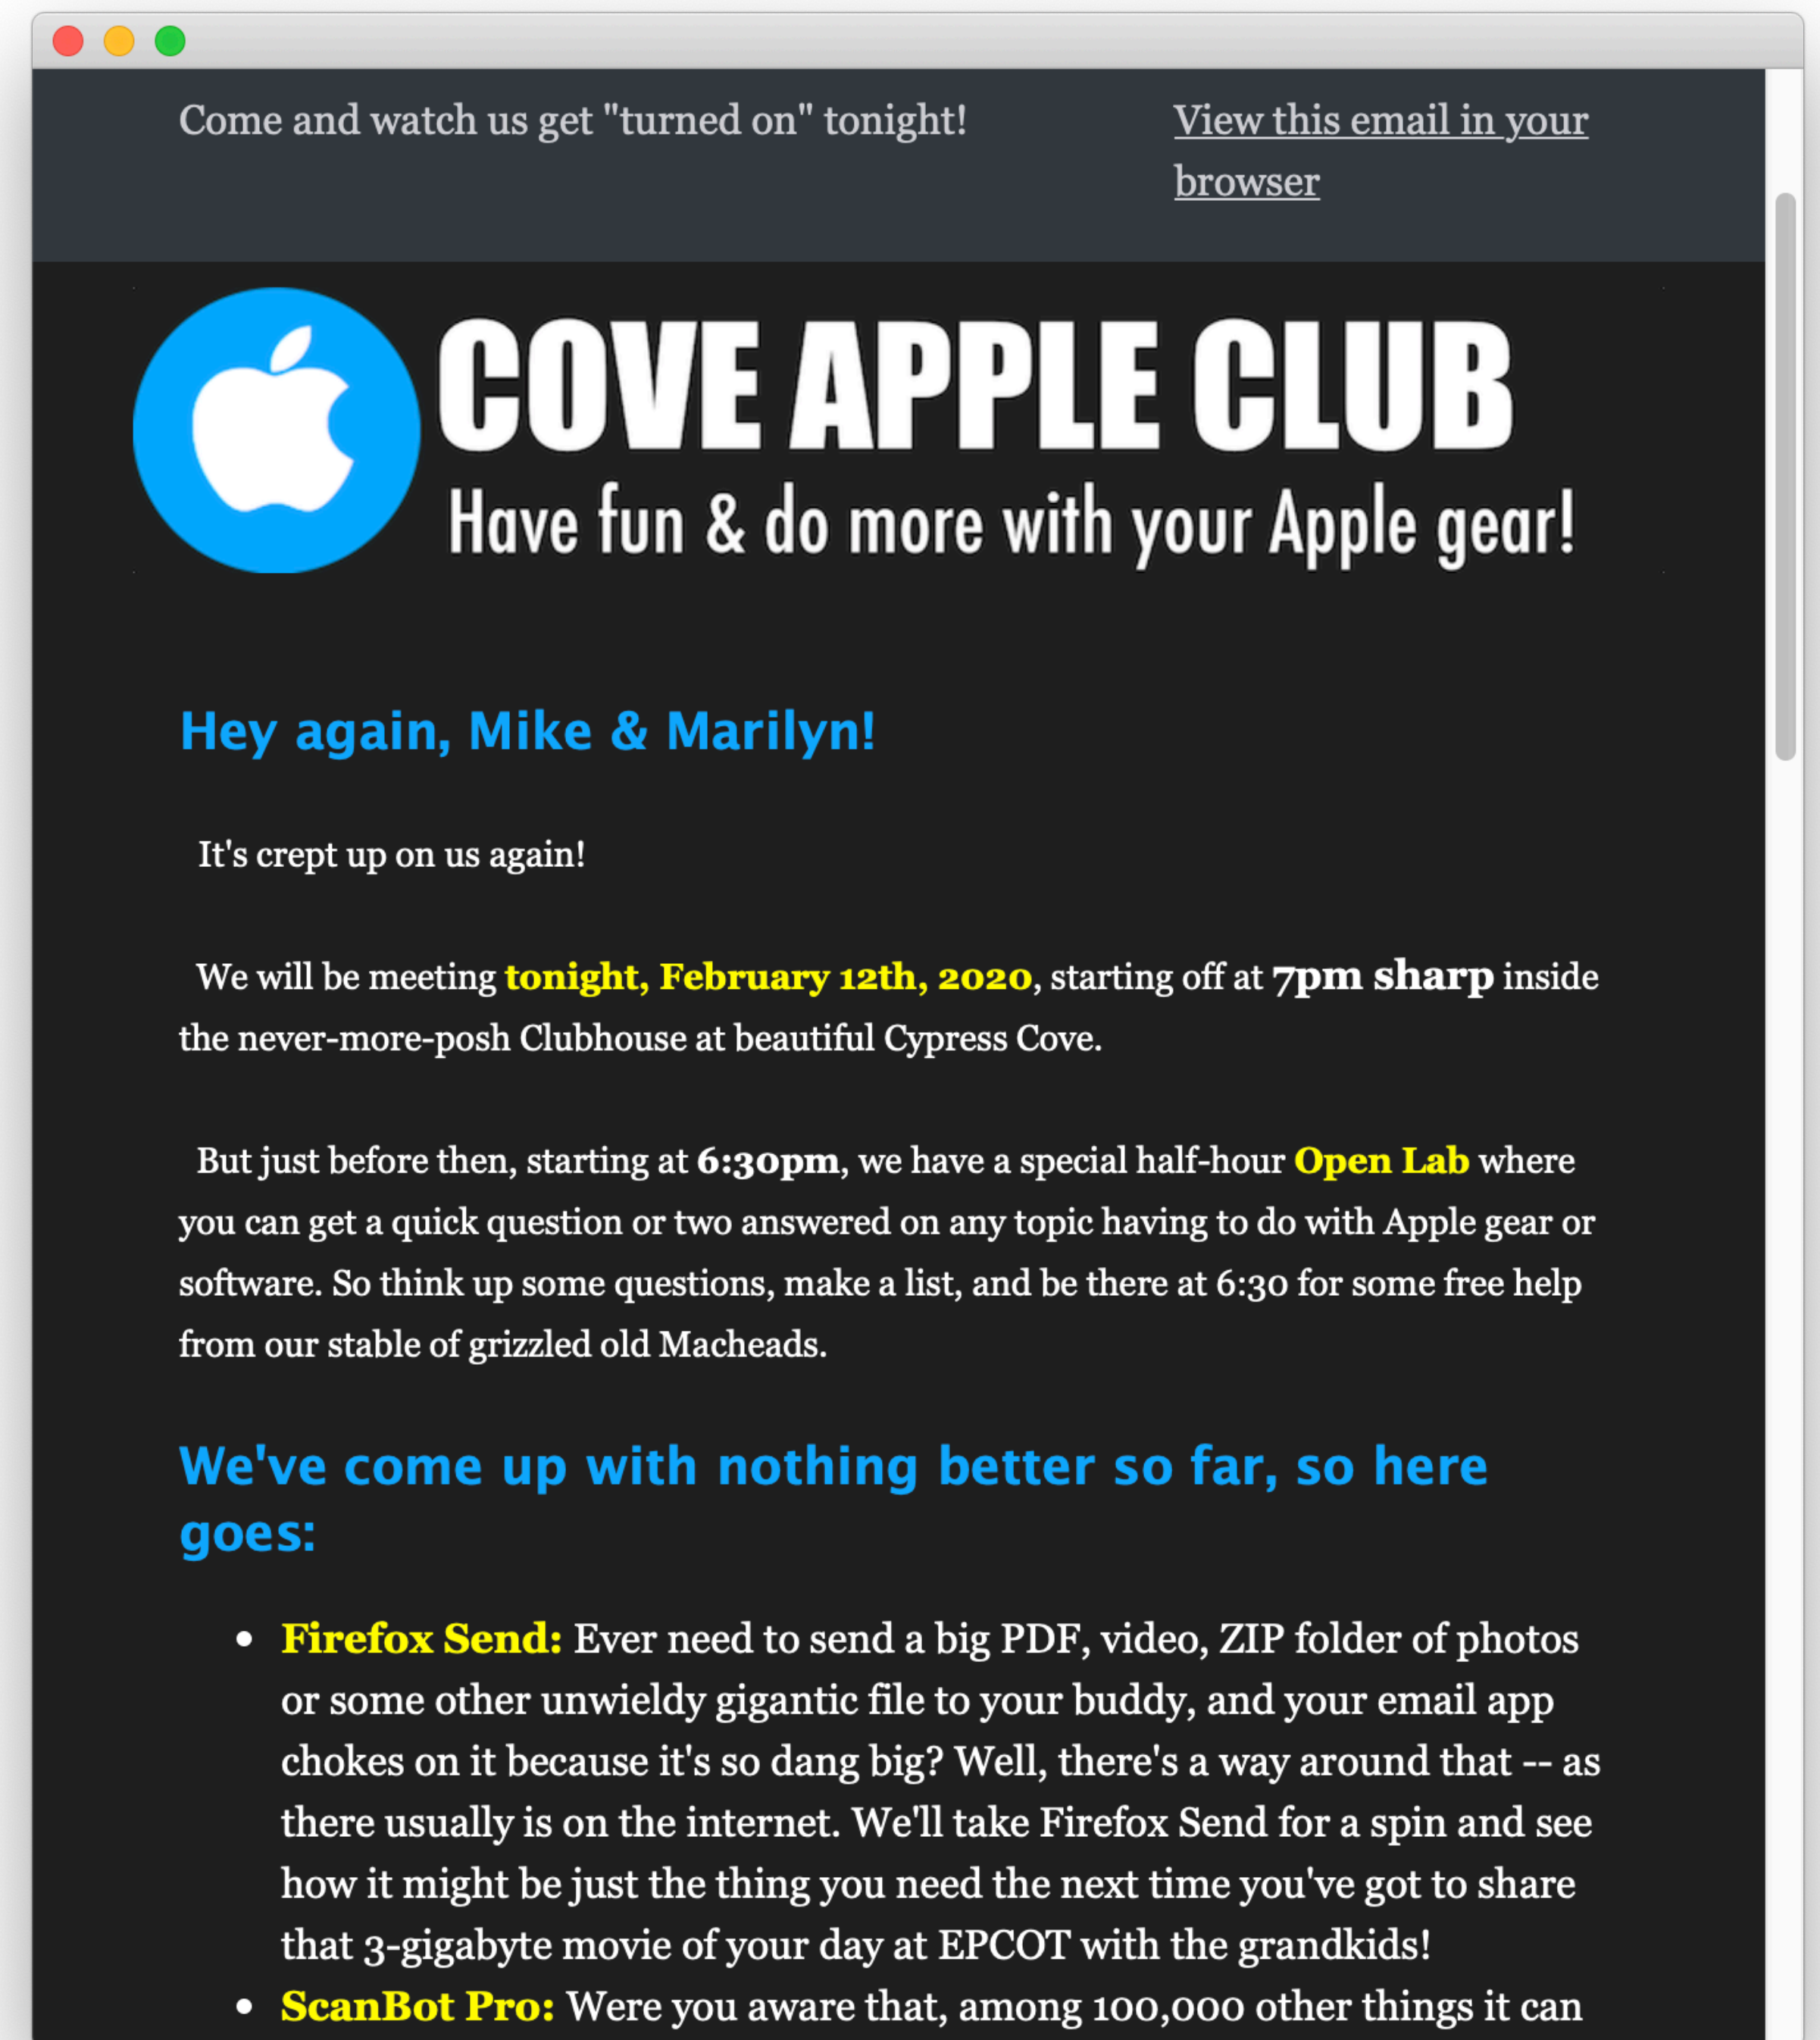 Come and watch us get "turned on" tonight!
View this email in your
browser
COVE APPLE CLUB
Have fun & do more with your Apple gear!
Hey again, Mike & Marilyn!
It's crept up on us again!
We will be meeting tonight, February 12th, 2020, starting off at 7pm sharp inside
the never-more-posh Clubhouse at beautiful Cypress Cove.
But just before then, starting at 6:30pm, we have a special half-hour Open Lab where
you can get a quick question or two answered on any topic having to do with Apple gear or
software. So think up some questions, make a list, and be there at 6:30 for some free help
from our stable of grizzled old Macheads.
We've come up with nothing better so far, so here
goes:
• Firefox Send: Ever need to send a big PDF, video, ZIP folder of photos
or some other unwieldy gigantic file to your buddy, and your email app
chokes on it because it's so dang big? Well, there's a way around that -- as
there usually is on the internet. We'll take Firefox Send for a spin and see
how it might be just the thing you need the next time you've got to share
that 3-gigabyte movie of your day at EPCOT with the grandkids!
• ScanBot Pro: Were you aware that, among 100,000 other things it can